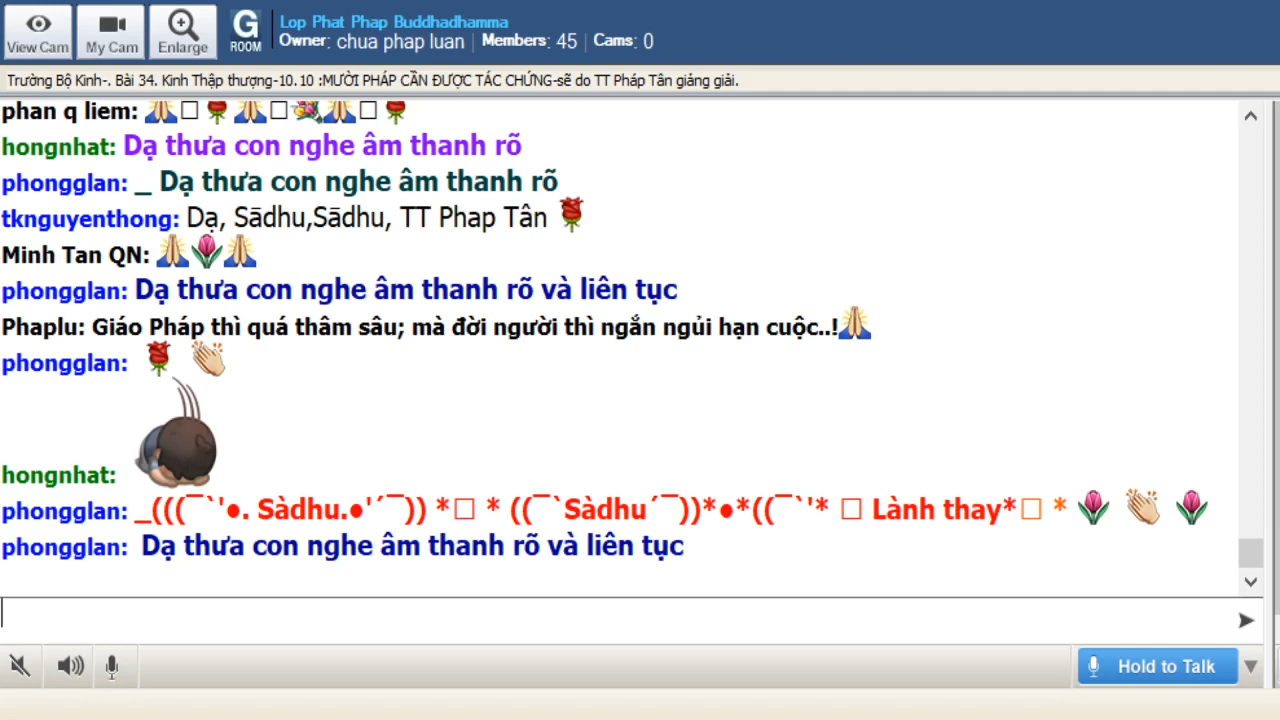 View Cam My Cam Enlarge G ROOM Lop Phat Phap Buddhadhamma
Owner: chua phap luan | Members: 45 | Cams: 0
Trường Bộ Kinh-. Bài 34. Kinh Thập thượng-10. 10 :MƯỜI PHÁP CẦN ĐƯỢC TÁC CHỨNG-sẽ do TT Pháp Tân giảng giải.
phan q liem: 🙏□🌹🙏□💐🙏□🌹
hongnhat: Dạ thưa con nghe âm thanh rõ
phongglan: _ Dạ thưa con nghe âm thanh rõ
tknguyenthong: Dạ, Sādhu,Sādhu, TT Phap Tân 🌹
Minh Tan QN: 🙏🌷🙏
phongglan: Dạ thưa con nghe âm thanh rõ và liên tục
Phaplu: Giáo Pháp thì quá thâm sâu; mà đời người thì ngắn ngủi hạn cuộc..!🙏
phongglan: 🌹 👏
hongnhat:
phongglan: _(((¯`'●. Sàdhu.●'´¯)) *□ * ((¯`Sàdhu´¯))*●*((¯`'* □ Lành thay*□ * 🌷 👏 🌷
phongglan: Dạ thưa con nghe âm thanh rõ và liên tục
Hold to Talk